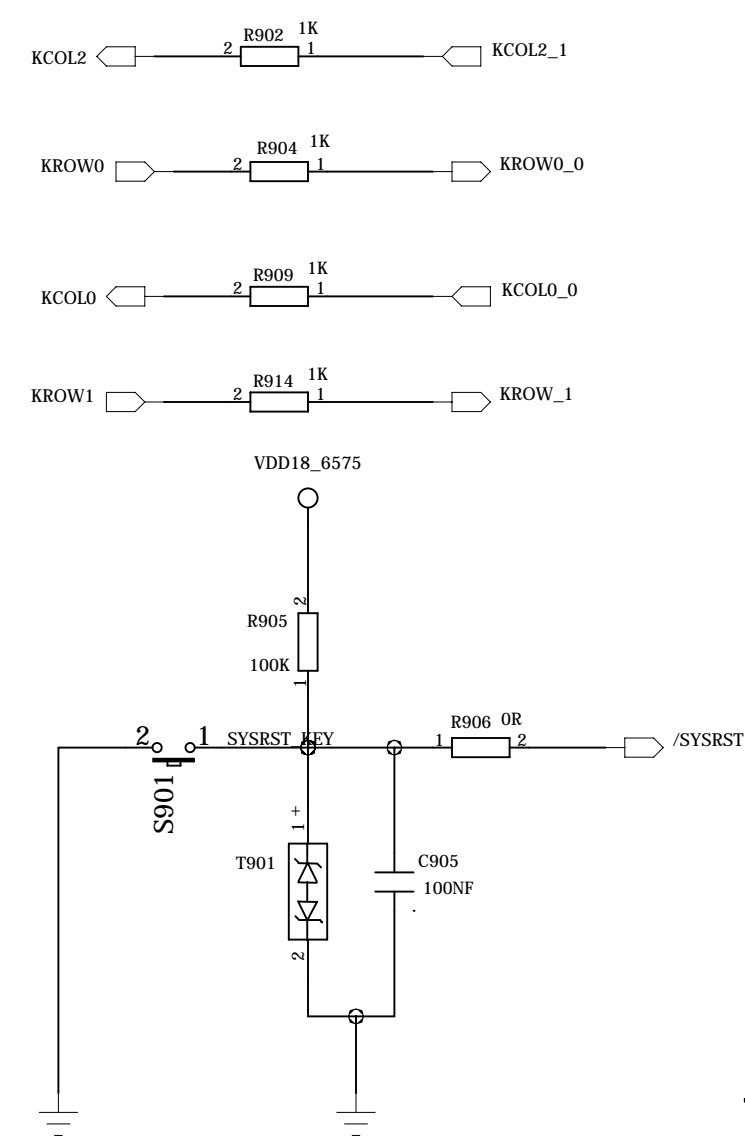 R902 1K
KCOL2 2 1 KCOL2_1
R904 1K
KROW0 2 1 KROW0_0
R909 1K
KCOL0 2 1 KCOL0_0
R914 1K
KROW1 2 1 KROW_1
VDD18_6575
2
R905
100K
1
2 1 SYSRST_KEY
R906 0R
1 2 /SYSRST
S901
1 +
T901
C905
100NF
2